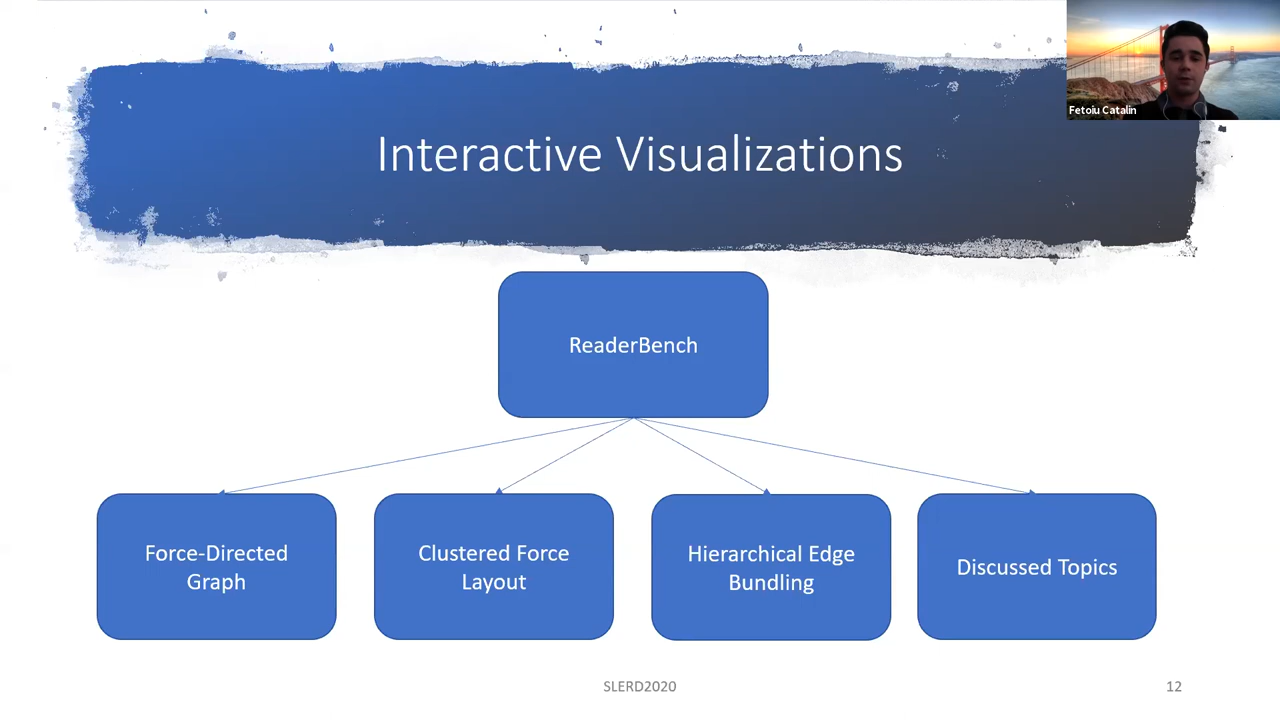 Fetoiu Catalin
Interactive Visualizations
ReaderBench
Force-Directed
Graph
Clustered Force
Layout
Hierarchical Edge
Bundling
Discussed Topics
SLERD2020
12